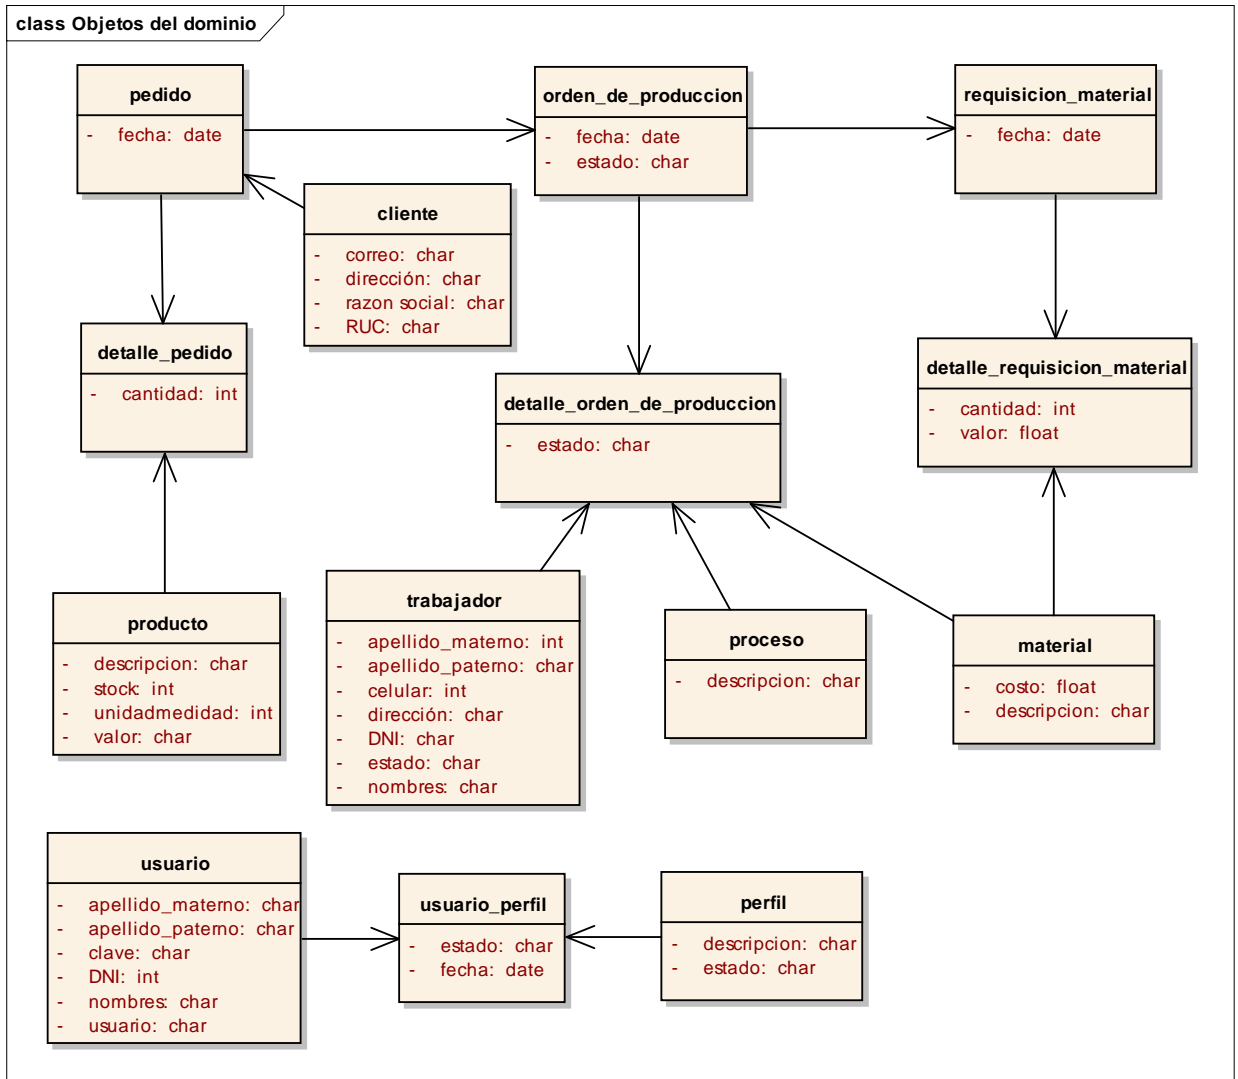 class Objetos del dominio
pedido
- fecha: date
orden_de_produccion
- fecha: date
- estado: char
requisicion_material
- fecha: date
cliente
- correo: char
- dirección: char
- razon social: char
- RUC: char
detalle_pedido
- cantidad: int
detalle_orden_de_produccion
- estado: char
detalle_requisicion_material
- cantidad: int
- valor: float
producto
- descripcion: char
- stock: int
- unidadmedidad: int
- valor: char
trabajador
- apellido_materno: int
- apellido_paterno: char
- celular: int
- dirección: char
- DNI: char
- estado: char
- nombres: char
proceso
- descripcion: char
material
- costo: float
- descripcion: char
usuario
- apellido_materno: char
- apellido_paterno: char
- clave: char
- DNI: int
- nombres: char
- usuario: char
usuario_perfil
- estado: char
- fecha: date
perfil
- descripcion: char
- estado: char